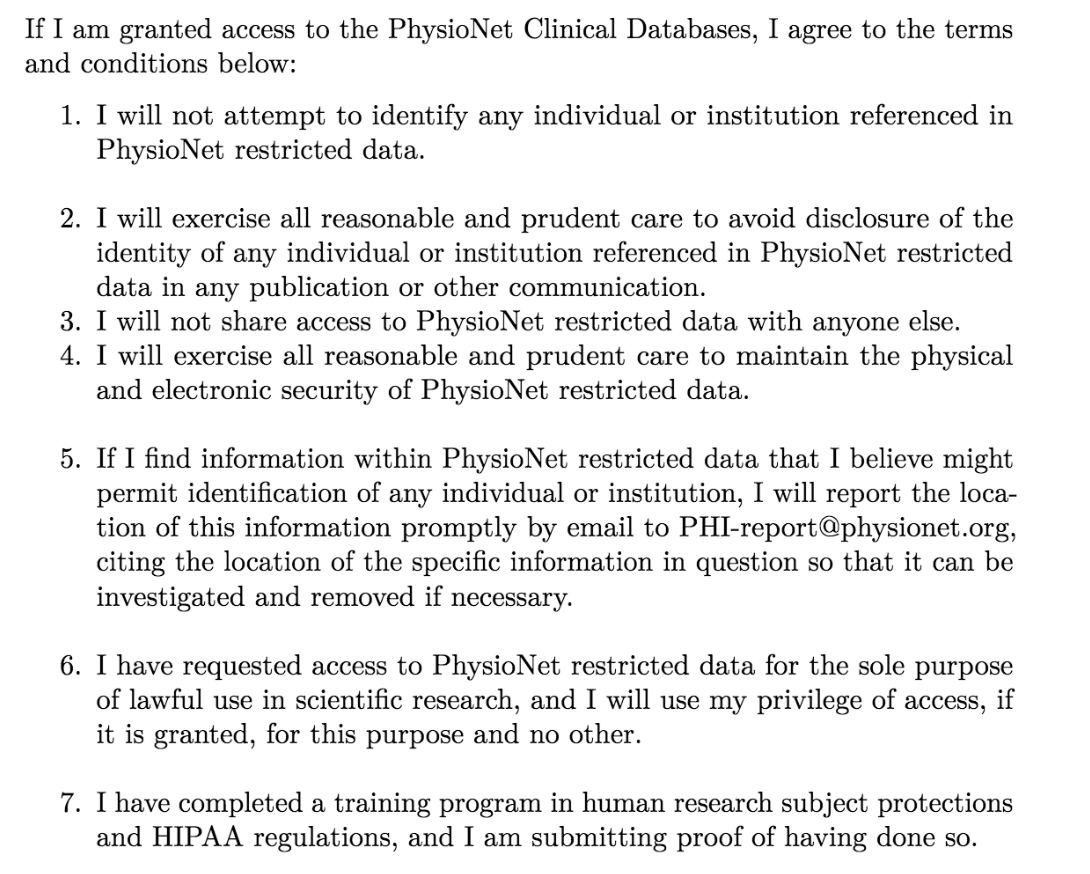 If I am granted access to the PhysioNet Clinical Databases, I agree to the terms
and conditions below:
1. I will not attempt to identify any individual or institution referenced in
PhysioNet restricted data.
2. I will exercise all reasonable and prudent care to avoid disclosure of the
identity of any individual or institution referenced in PhysioNet restricted
data in any publication or other communication.
3. I will not share access to PhysioNet restricted data with anyone else.
4. I will exercise all reasonable and prudent care to maintain the physical
and electronic security of PhysioNet restricted data.
5. If I find information within PhysioNet restricted data that I believe might
permit identification of any individual or institution, I will report the loca-
tion of this information promptly by email to PHI-report@physionet.org,
citing the location of the specific information in question so that it can be
investigated and removed if necessary.
6. I have requested access to PhysioNet restricted data for the sole purpose
of lawful use in scientific research, and I will use my privilege of access, if
it is granted, for this purpose and no other.
7. I have completed a training program in human research subject protections
and HIPAA regulations, and I am submitting proof of having done so.